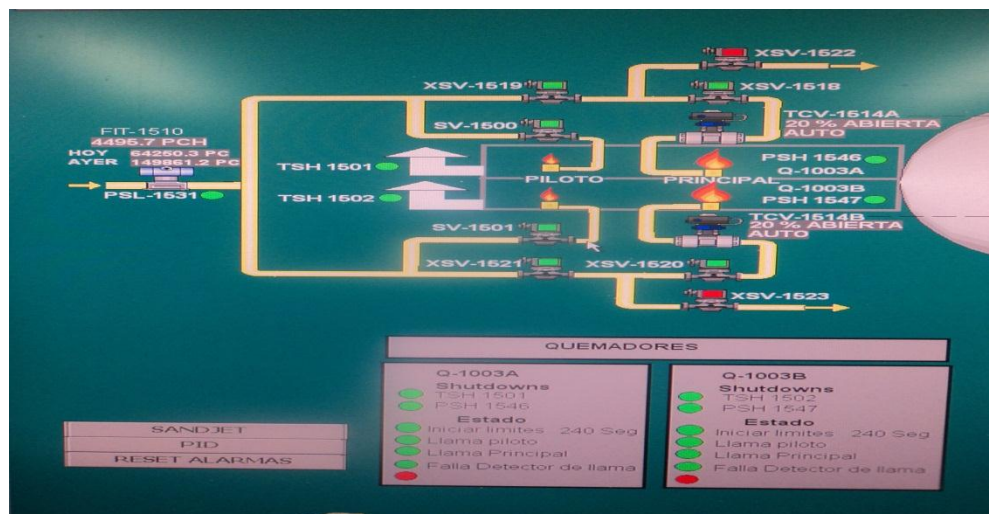 XSV-1522
XSV-1519
XSV-1518
FIT-1510
4495.7 PCH
HOY 64250.3 PC
AYER 149861.2 PC
SV-1500
TCV-1514A
20 % ABIERTA
AUTO
TSH 1501
PSH 1546
Q-1003A
PILOTO
PRINCIPAL
PSL-1531
TSH 1502
Q-1003B
PSH 1547
SV-1501
TCV-1514B
20 % ABIERTA
AUTO
XSV-1521
XSV-1520
XSV-1523
QUEMADORES
Q-1003A
Shutdowns
TSH 1501
PSH 1546
Estado
Iniciar limites 240 Seg
Llama piloto
Llama Principal
Falla Detector de llama
Q-1003B
Shutdowns
TSH 1502
PSH 1547
Estado
Iniciar limites 240 Seg
Llama piloto
Llama Principal
Falla Detector de llama
SANDJET
PID
RESET ALARMAS